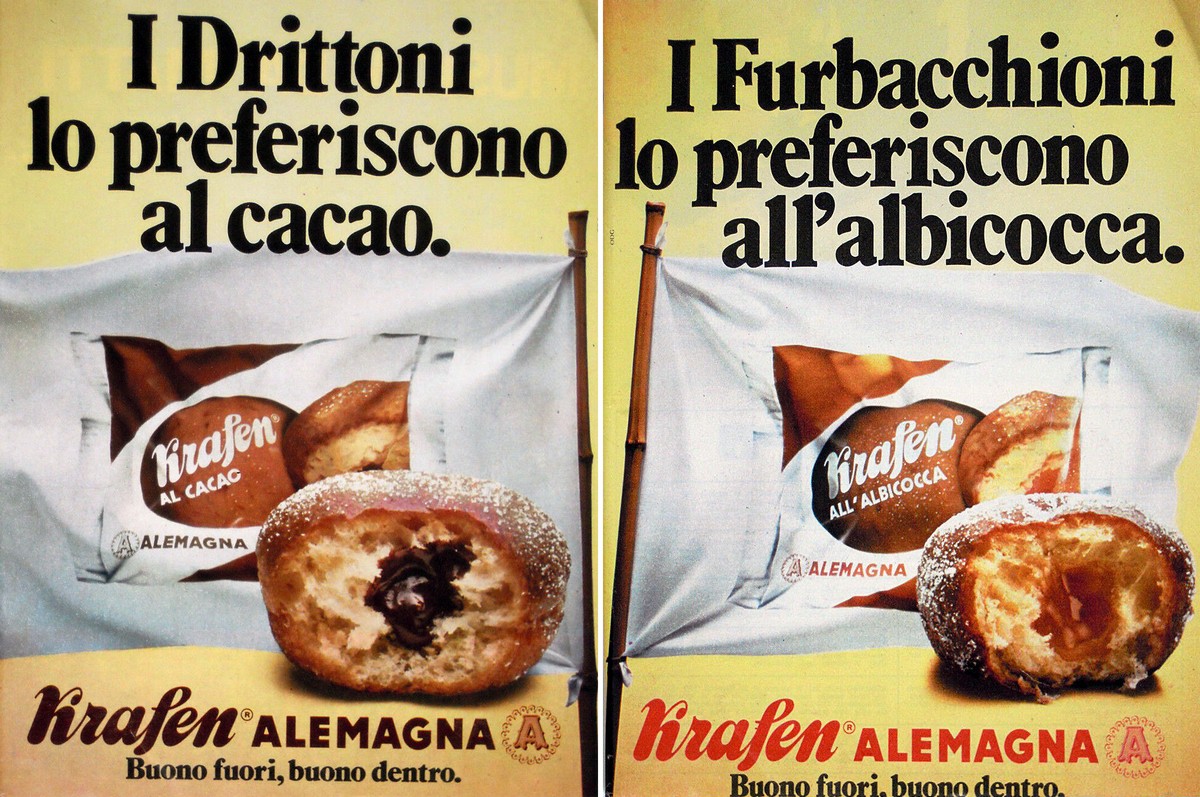 I Drittoni
lo preferiscono
al cacao.
Krafen®
AL CACAO
A ALEMAGNA
Krafen® ALEMAGNA A
Buono fuori, buono dentro.
I Furbacchioni
lo preferiscono
all'albicocca.
Krafen®
ALL'ALBICOCCA
A ALEMAGNA
Krafen® ALEMAGNA A
Buono fuori, buono dentro.